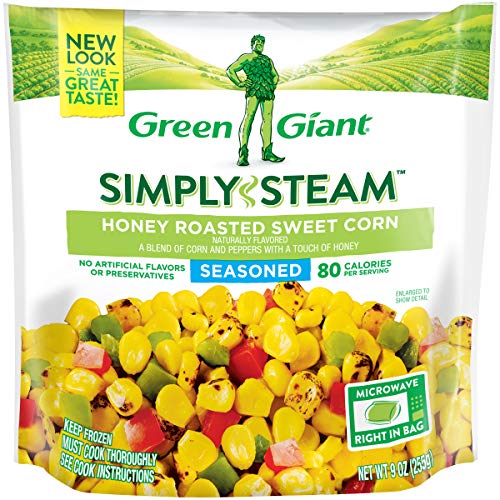 NEW
LOOK
SAME
GREAT
TASTE!
Green Giant®
SIMPLY STEAM™
HONEY ROASTED SWEET CORN
NATURALLY FLAVORED
A BLEND OF CORN AND PEPPERS WITH A TOUCH OF HONEY
NO ARTIFICIAL FLAVORS
OR PRESERVATIVES
SEASONED
80 CALORIES
PER SERVING
ENLARGED TO
SHOW DETAIL
MICROWAVE
RIGHT IN BAG
KEEP FROZEN
MUST COOK THOROUGHLY
SEE COOK INSTRUCTIONS
NET WT 9 OZ (255g)